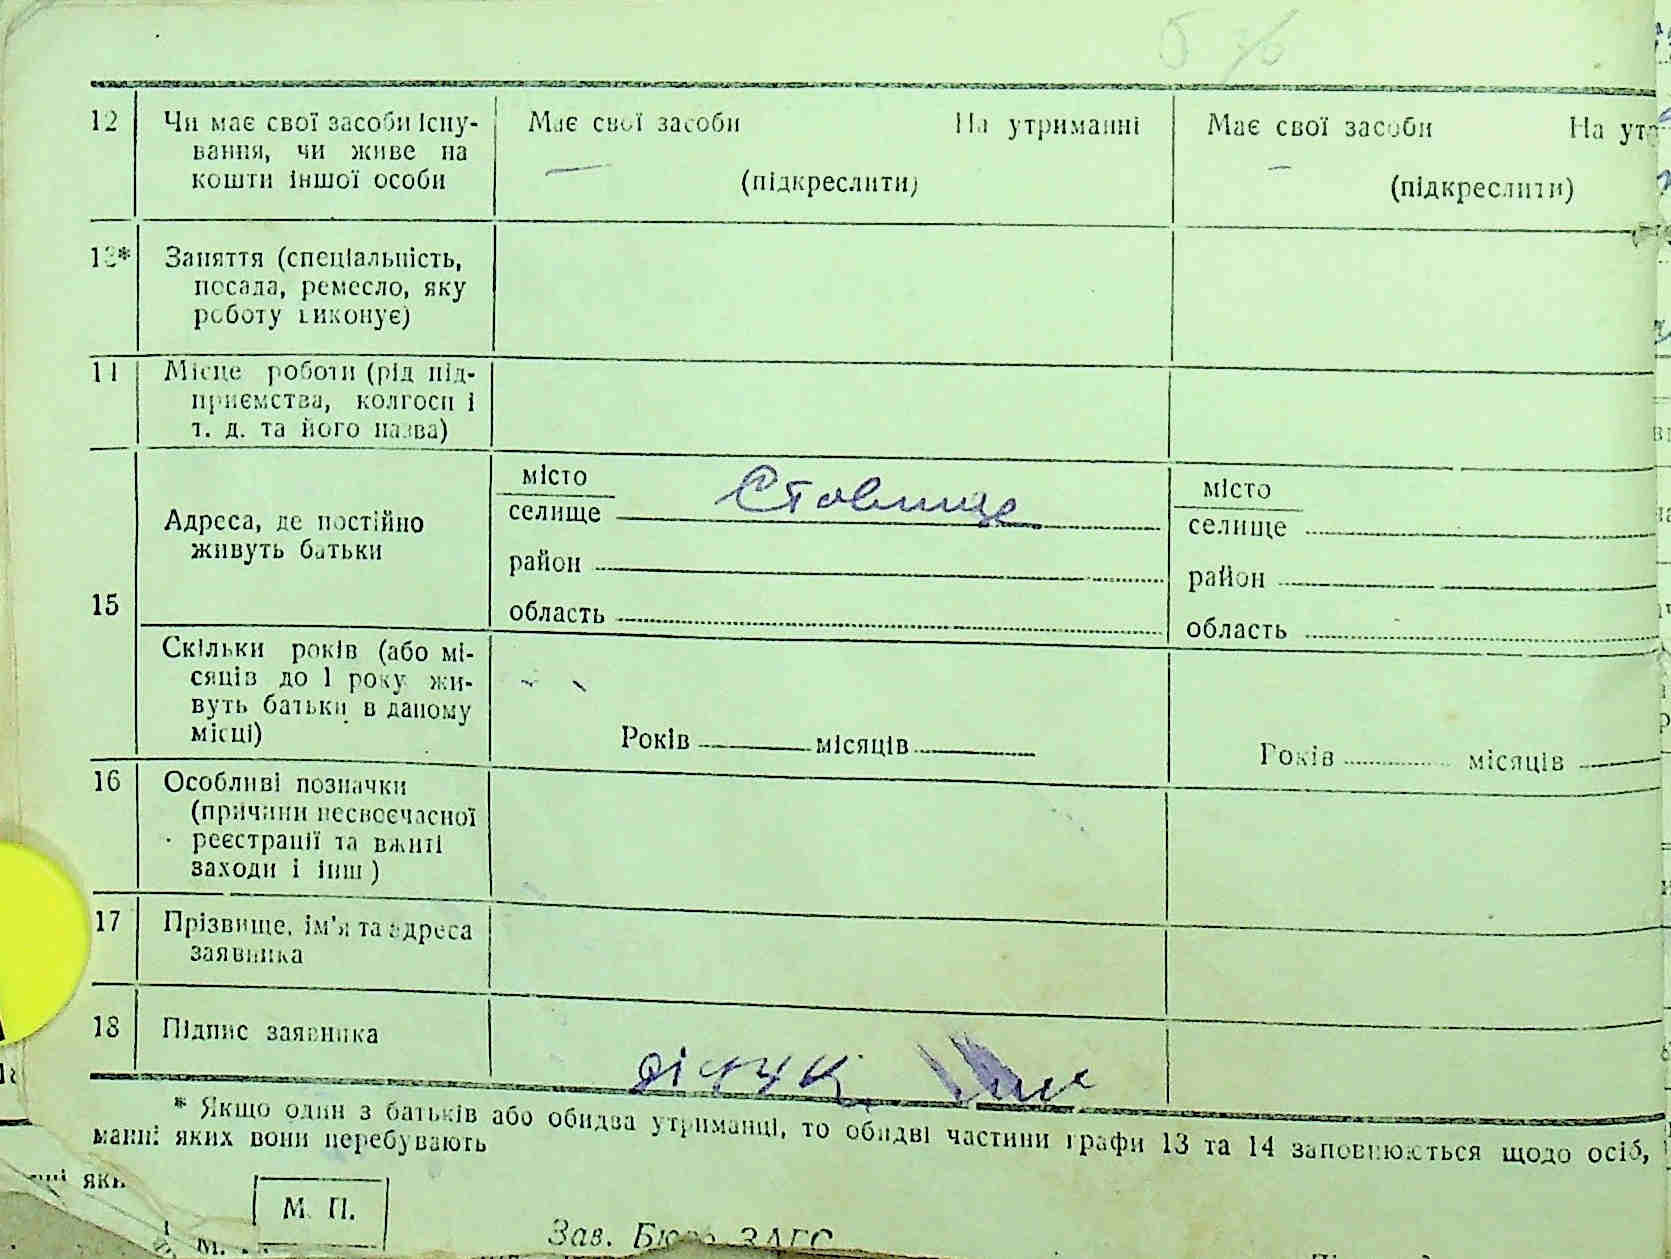 12 Чи має свої засоби існу-
вання, чи живе на
кошти іншої особи
Має свої засоби На утриманні
(підкреслити)
Має свої засоби На
(підкреслити)
13* Заняття (спеціальність,
посада, ремесло, яку
роботу виконує)
14 Місце роботи (рід під-
приємства, колгосп і
т. д. та його назва)
15
Адреса, де постійно
живуть батьки
місто
селище Ставище
район
область
місто
селище
район
область
Скільки років (або мі-
сяців до 1 року жи-
вуть батьки в даному
місці)
Років місяців
Років місяців
16 Особливі позначки
(причини несвоєчасної
реєстрації та вжиті
заходи і інш)
17 Прізвище, ім'я та адреса
заявника
18 Підпис заявника
* Якщо один з батьків або обидва утриманці, то обидві частини графи 13 та 14 заповнюються щодо осіб,
манні яких вони перебувають
М. П.
Зав. Бюро ЗАГС